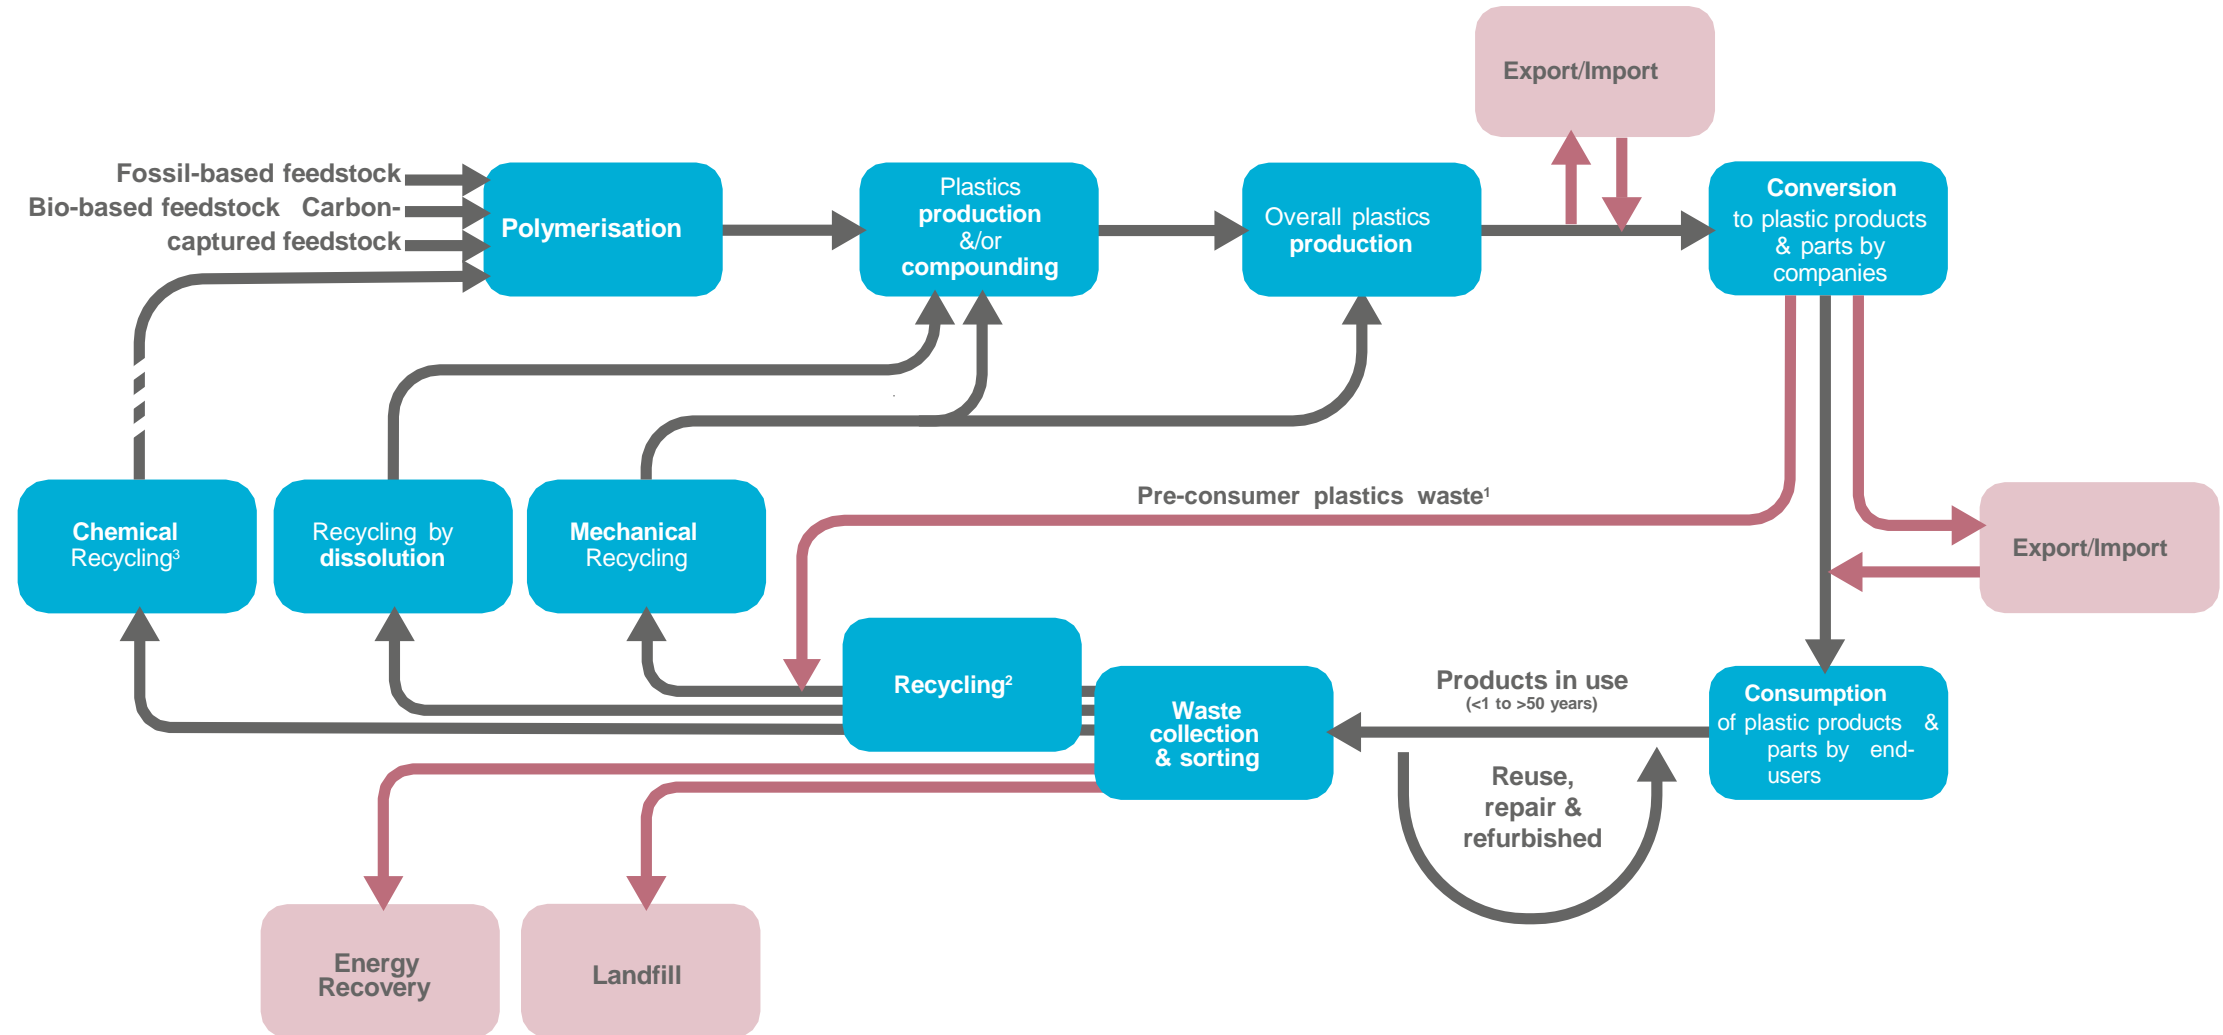 Export/Import
Fossil-based feedstock
Bio-based feedstock Carbon-
captured feedstock
Polymerisation
Plastics
production
&/or
compounding
Overall plastics
production
Conversion
to plastic products
& parts by
companies
Pre-consumer plastics waste¹
Chemical
Recycling³
Recycling by
dissolution
Mechanical
Recycling
Export/Import
Recycling²
Waste
collection
& sorting
Products in use
(<1 to >50 years)
Consumption
of plastic products &
parts by end-
users
Reuse,
repair &
refurbished
Energy
Recovery
Landfill